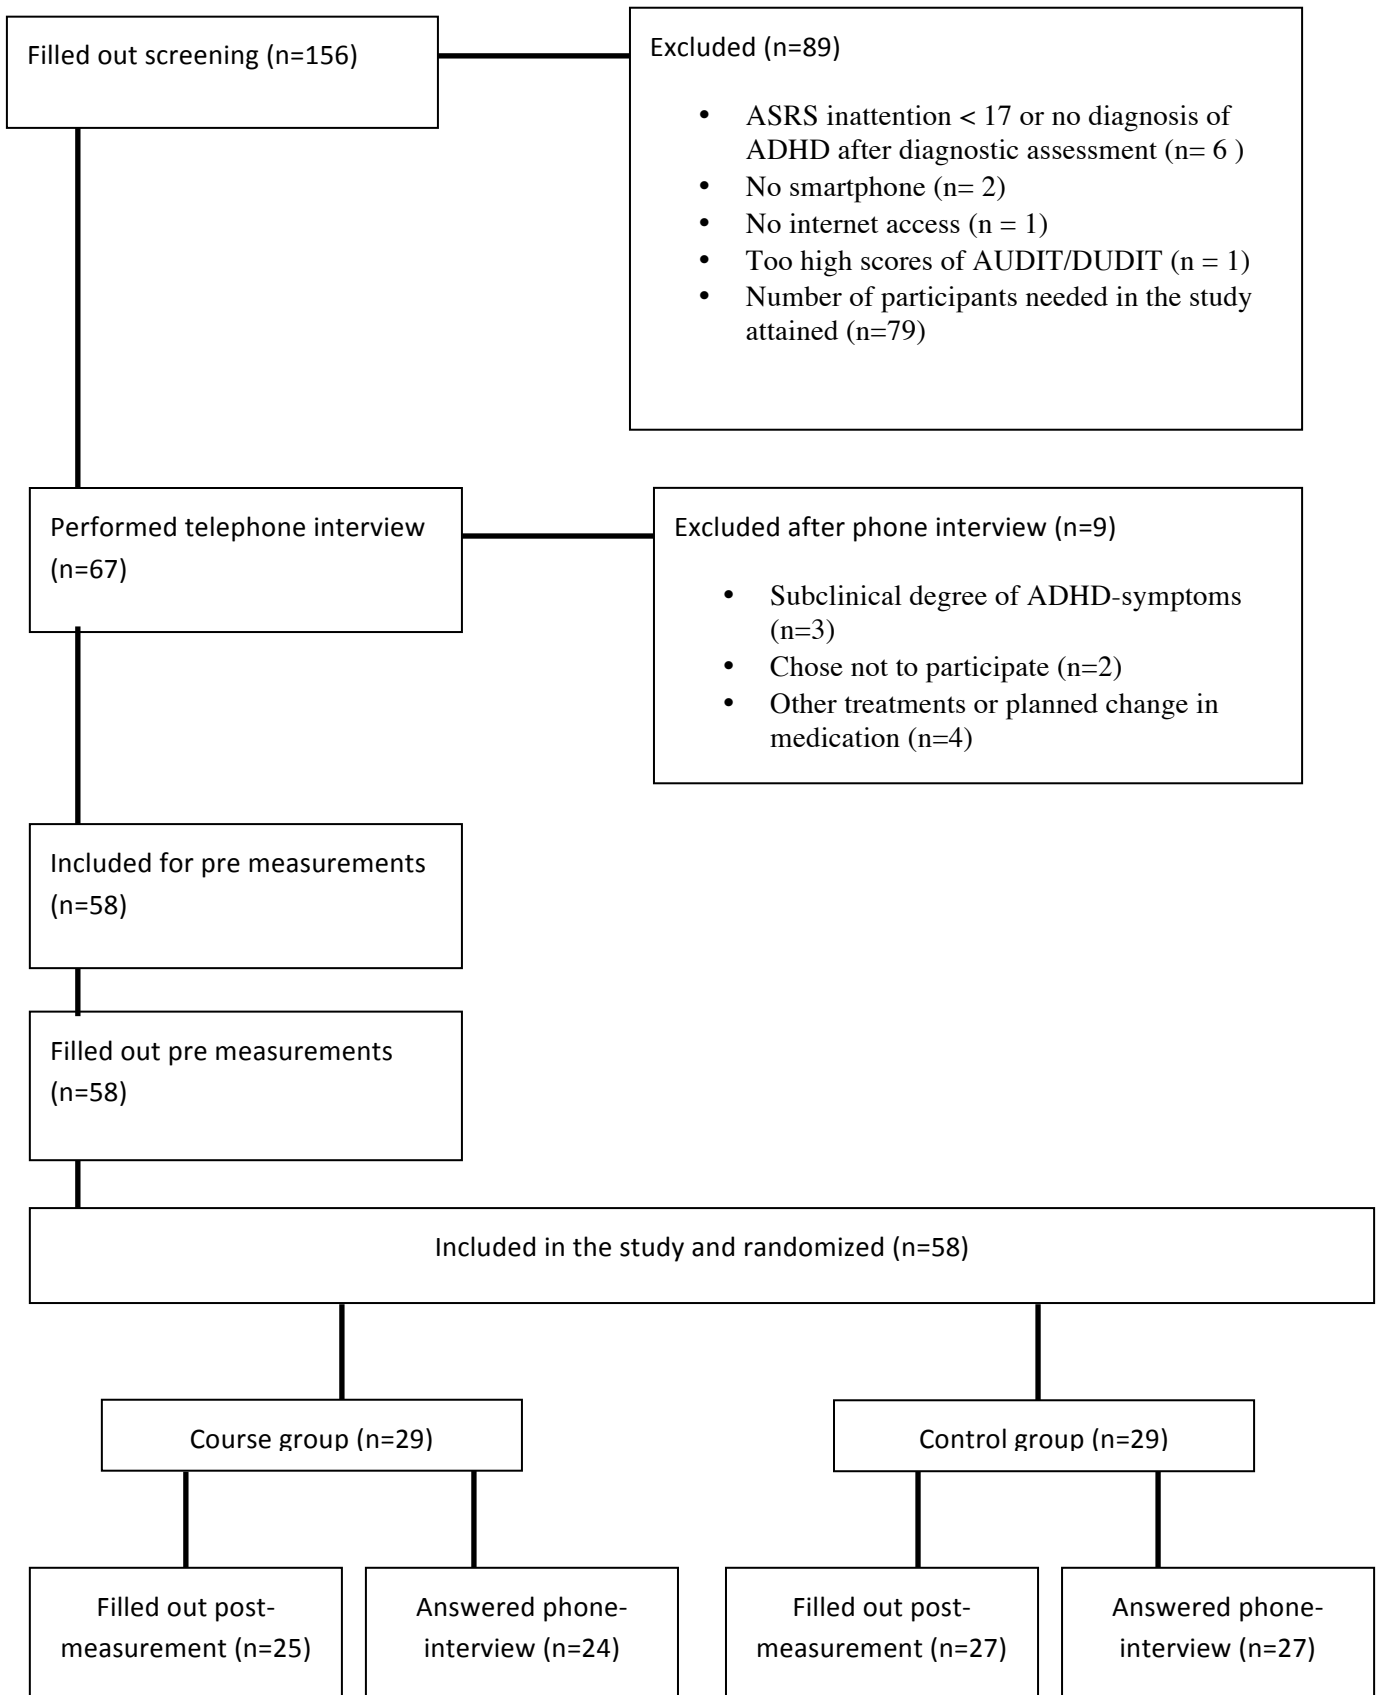 Filled out screening (n=156)
Excluded (n=89)
• ASRS inattention < 17 or no diagnosis of
ADHD after diagnostic assessment (n= 6 )
• No smartphone (n= 2)
• No internet access (n = 1)
• Too high scores of AUDIT/DUDIT (n = 1)
• Number of participants needed in the study
attained (n=79)
Performed telephone interview
(n=67)
Excluded after phone interview (n=9)
• Subclinical degree of ADHD-symptoms
(n=3)
• Chose not to participate (n=2)
• Other treatments or planned change in
medication (n=4)
Included for pre measurements
(n=58)
Filled out pre measurements
(n=58)
Included in the study and randomized (n=58)
Course group (n=29)
Control group (n=29)
Filled out post-
measurement (n=25)
Answered phone-
interview (n=24)
Filled out post-
measurement (n=27)
Answered phone-
interview (n=27)